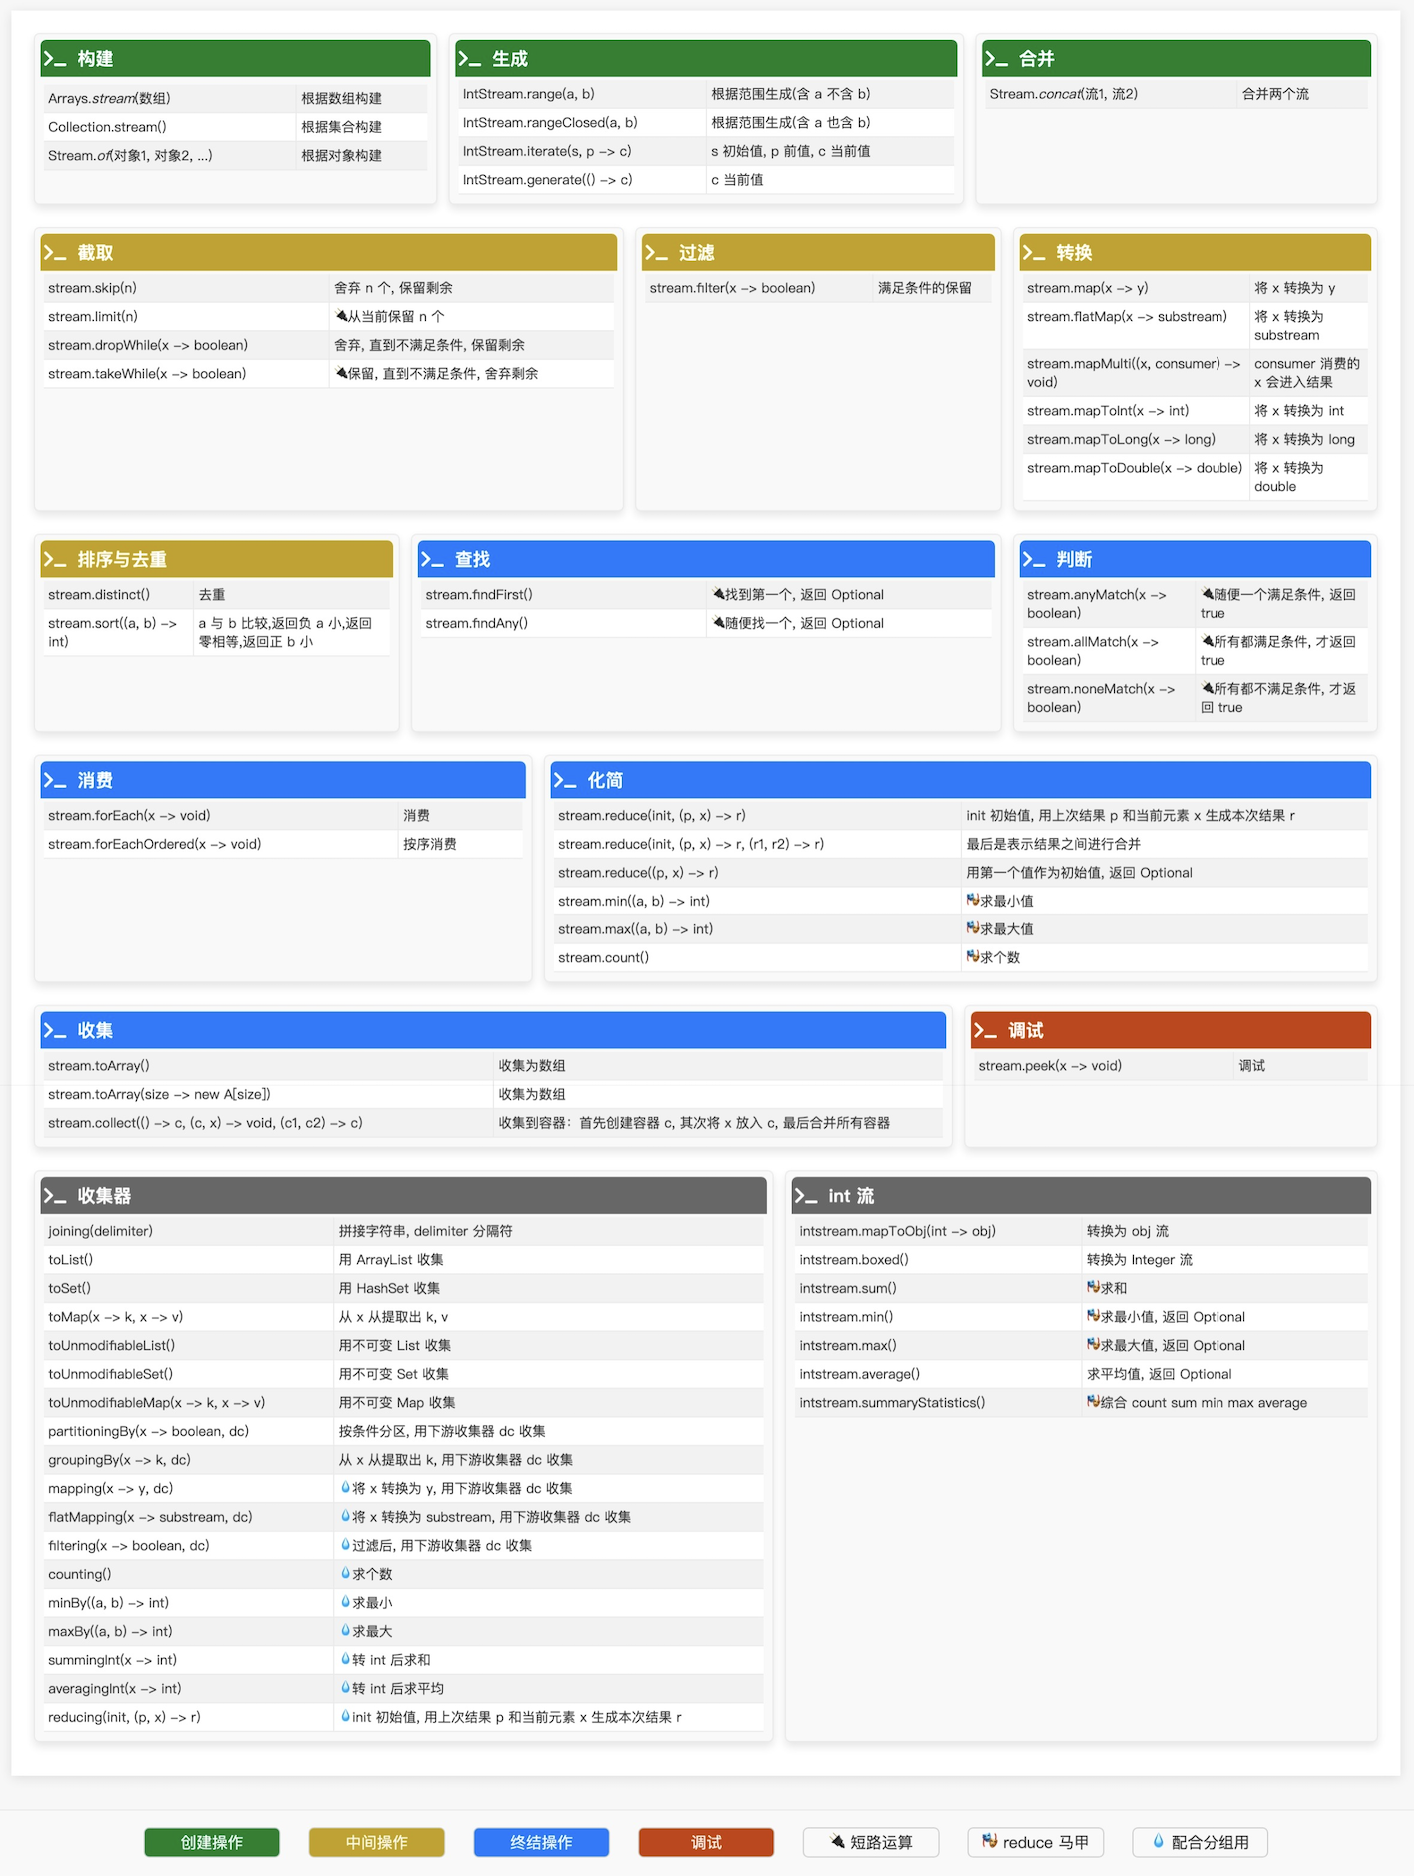 构建
Arrays.stream(数组) 根据数组构建
Collection.stream() 根据集合构建
Stream.of(对象1, 对象2, ...) 根据对象构建
生成
IntStream.range(a, b) 根据范围生成(含 a 不含 b)
IntStream.rangeClosed(a, b) 根据范围生成(含 a 也含 b)
IntStream.iterate(s, p -> c) s 初始值, p 前值, c 当前值
IntStream.generate(() -> c) c 当前值
合并
Stream.concat(流1, 流2) 合并两个流
截取
stream.skip(n) 舍弃 n 个, 保留剩余
stream.limit(n) 🔌从当前保留 n 个
stream.dropWhile(x -> boolean) 舍弃, 直到不满足条件, 保留剩余
stream.takeWhile(x -> boolean) 🔌保留, 直到不满足条件, 舍弃剩余
过滤
stream.filter(x -> boolean) 满足条件的保留
转换
stream.map(x -> y) 将 x 转换为 y
stream.flatMap(x -> substream) 将 x 转换为
substream
stream.mapMulti((x, consumer) -> consumer 消费的
void) x 会进入结果
stream.mapToInt(x -> int) 将 x 转换为 int
stream.mapToLong(x -> long) 将 x 转换为 long
stream.mapToDouble(x -> double) 将 x 转换为
double
排序与去重
stream.distinct() 去重
stream.sort((a, b) -> a 与 b 比较,返回负 a 小,返回
int) 零相等,返回正 b 小
查找
stream.findFirst() 🔌找到第一个, 返回 Optional
stream.findAny() 🔌随便找一个, 返回 Optional
判断
stream.anyMatch(x -> 🔌随便一个满足条件, 返回
boolean) true
stream.allMatch(x -> 🔌所有都满足条件, 才返回
boolean) true
stream.noneMatch(x -> 🔌所有都不满足条件, 才返
boolean) 回 true
消费
stream.forEach(x -> void) 消费
stream.forEachOrdered(x -> void) 按序消费
化简
stream.reduce(init, (p, x) -> r) init 初始值, 用上次结果 p 和当前元素 x 生成本次结果 r
stream.reduce(init, (p, x) -> r, (r1, r2) -> r) 最后是表示结果之间进行合并
stream.reduce((p, x) -> r) 用第一个值作为初始值, 返回 Optional
stream.min((a, b) -> int) 求最小值
stream.max((a, b) -> int) 求最大值
stream.count() 求个数
收集
stream.toArray() 收集为数组
stream.toArray(size -> new A[size]) 收集为数组
stream.collect(() -> c, (c, x) -> void, (c1, c2) -> c) 收集到容器：首先创建容器 c, 其次将 x 放入 c, 最后合并所有容器
调试
stream.peek(x -> void) 调试
收集器
joining(delimiter) 拼接字符串, delimiter 分隔符
toList() 用 ArrayList 收集
toSet() 用 HashSet 收集
toMap(x -> k, x -> v) 从 x 从提取出 k, v
toUnmodifiableList() 用不可变 List 收集
toUnmodifiableSet() 用不可变 Set 收集
toUnmodifiableMap(x -> k, x -> v) 用不可变 Map 收集
partitioningBy(x -> boolean, dc) 按条件分区, 用下游收集器 dc 收集
groupingBy(x -> k, dc) 从 x 从提取出 k, 用下游收集器 dc 收集
mapping(x -> y, dc) 💧将 x 转换为 y, 用下游收集器 dc 收集
flatMapping(x -> substream, dc) 💧将 x 转换为 substream, 用下游收集器 dc 收集
filtering(x -> boolean, dc) 💧过滤后, 用下游收集器 dc 收集
counting() 💧求个数
minBy((a, b) -> int) 💧求最小
maxBy((a, b) -> int) 💧求最大
summingInt(x -> int) 💧转 int 后求和
averagingInt(x -> int) 💧转 int 后求平均
reducing(init, (p, x) -> r) 💧init 初始值, 用上次结果 p 和当前元素 x 生成本次结果 r
int 流
intstream.mapToObj(int -> obj) 转换为 obj 流
intstream.boxed() 转换为 Integer 流
intstream.sum() 求和
intstream.min() 求最小值, 返回 Optional
intstream.max() 求最大值, 返回 Optional
intstream.average() 求平均值, 返回 Optional
intstream.summaryStatistics() 综合 count sum min max average
创建操作 中间操作 终结操作 调试 🔌 短路运算 reduce 马甲 💧 配合分组用